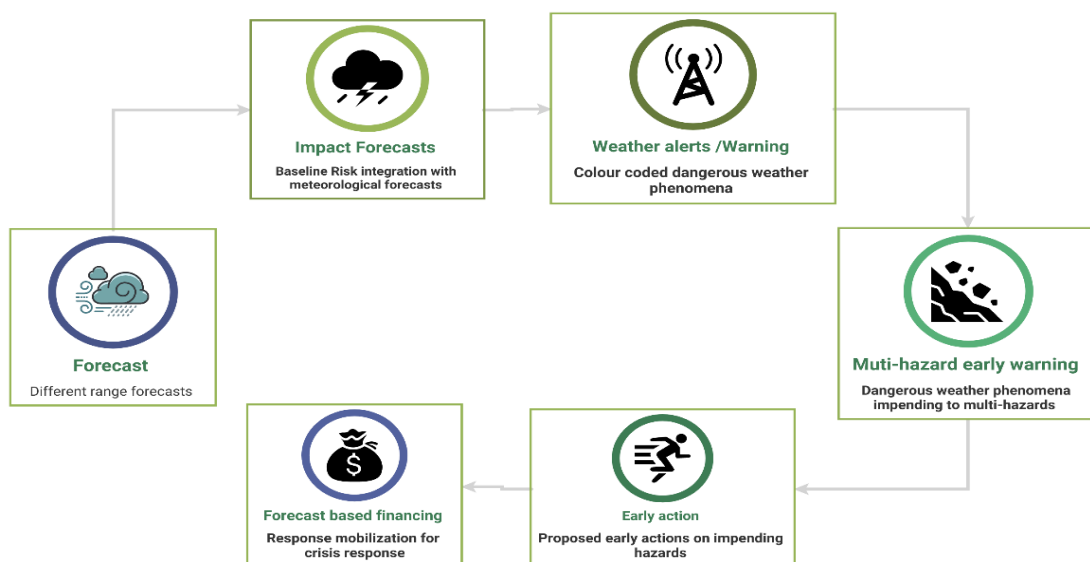 Forecast
Different range forecasts
Impact Forecasts
Baseline Risk integration with
meteorological forecasts
Weather alerts /Warning
Colour coded dangerous weather
phenomena
Muti-hazard early warning
Dangerous weather phenomena
impending to multi-hazards
Early action
Proposed early actions on impending
hazards
$
Forecast based financing
Response mobilization for
crisis response